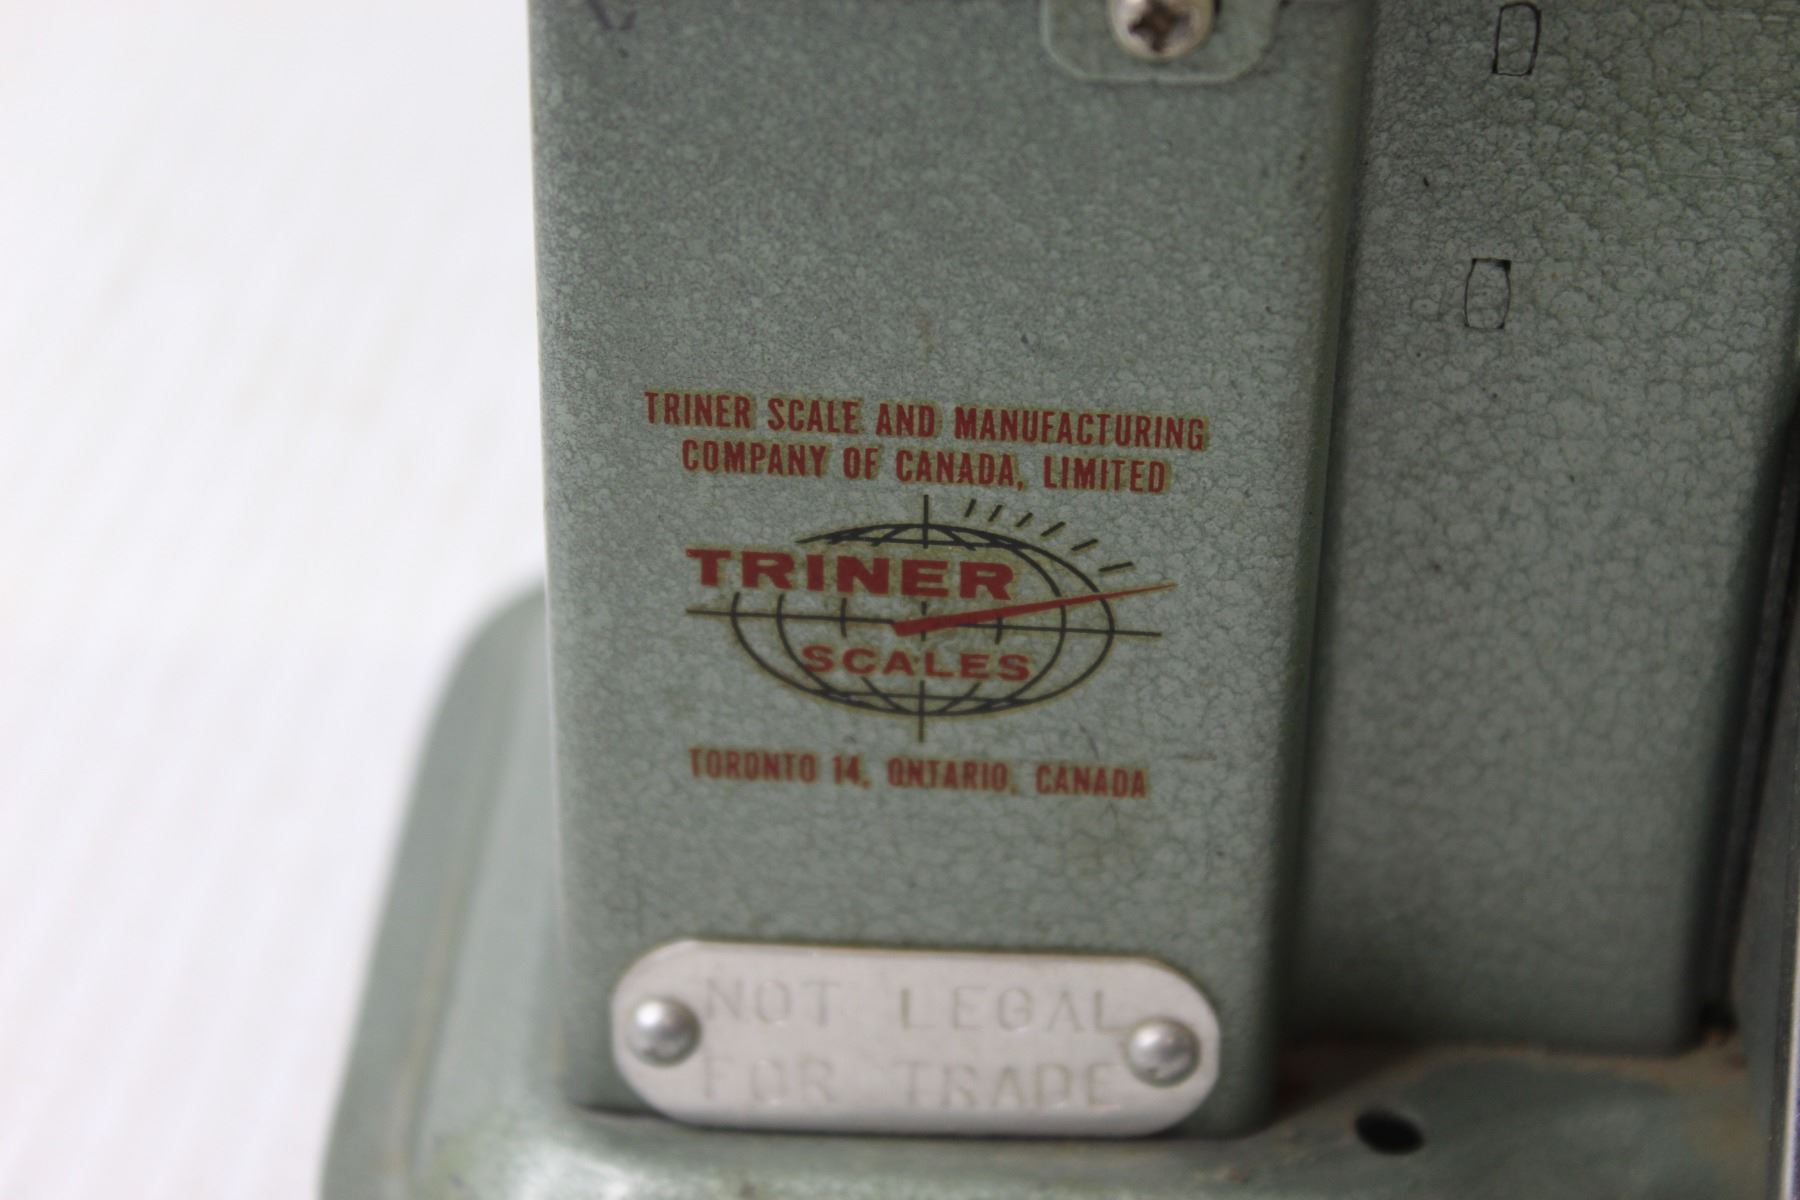 TRINER SCALE AND MANUFACTURING
COMPANY OF CANADA, LIMITED
TRINER
SCALES
TORONTO 14, ONTARIO, CANADA
NOT LEGAL
FOR TRADE